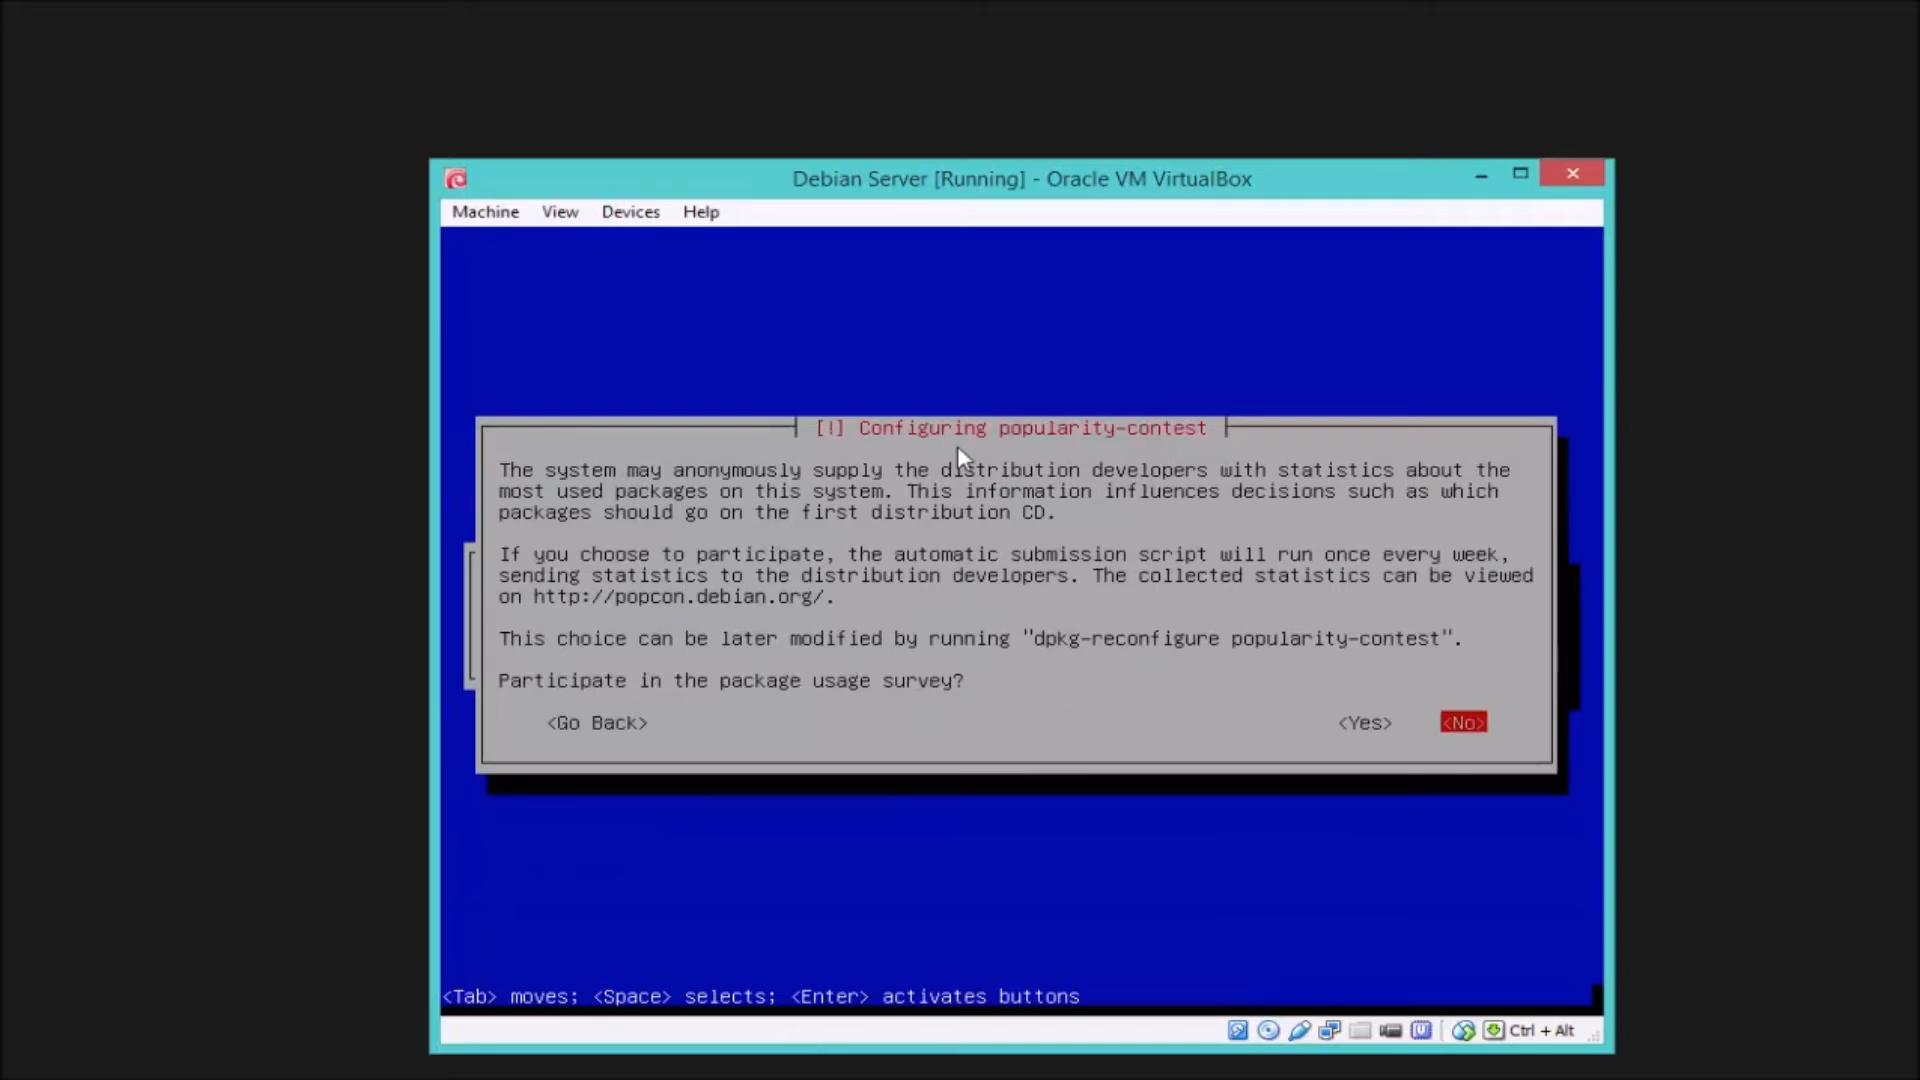 Debian Server [Running] - Oracle VM VirtualBox
Machine View Devices Help
[!] Configuring popularity-contest
The system may anonymously supply the distribution developers with statistics about the
most used packages on this system. This information influences decisions such as which
packages should go on the first distribution CD.
If you choose to participate, the automatic submission script will run once every week,
sending statistics to the distribution developers. The collected statistics can be viewed
on http://popcon.debian.org/.
This choice can be later modified by running "dpkg-reconfigure popularity-contest".
Participate in the package usage survey?
<Go Back> <Yes> <No>
<Tab> moves; <Space> selects; <Enter> activates buttons
Ctrl + Alt